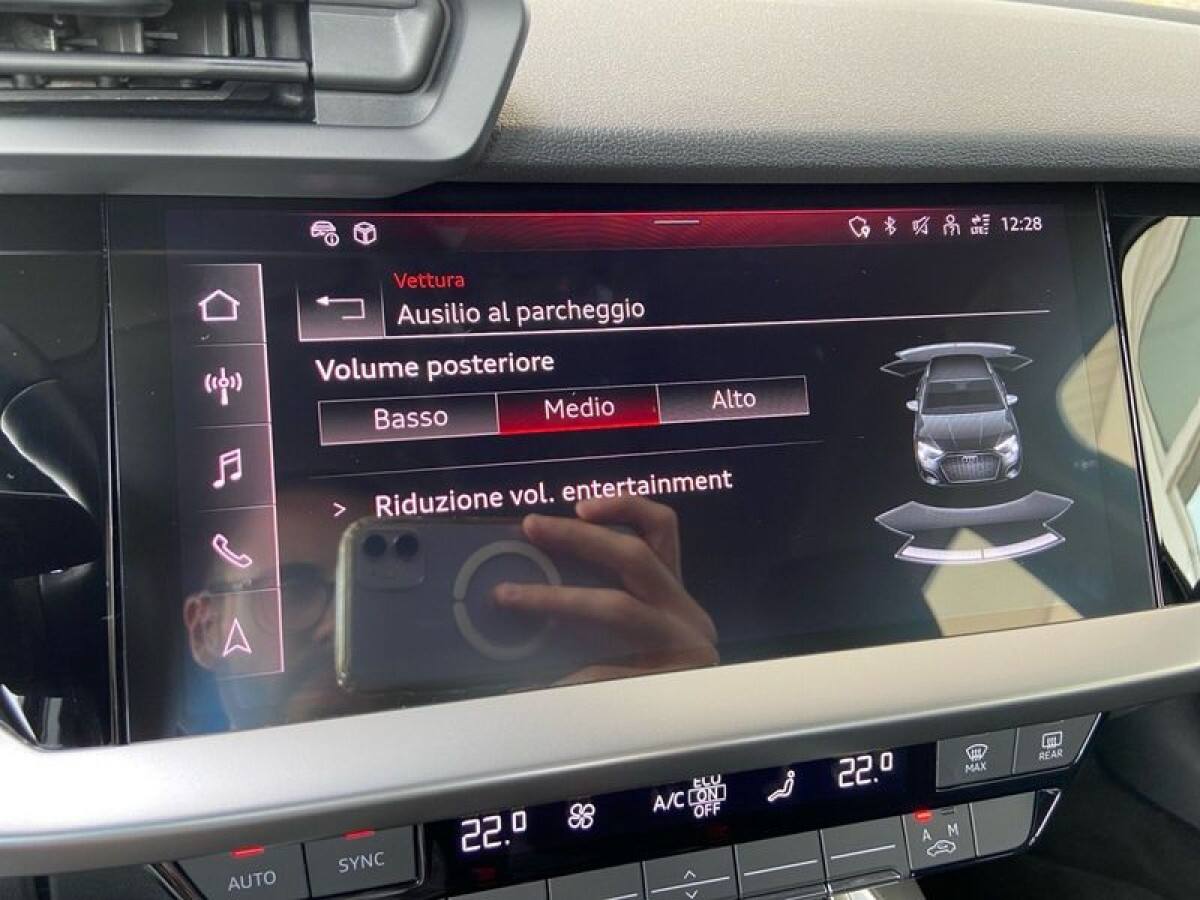 12:28
Vettura
Ausilio al parcheggio
Volume posteriore
Basso Medio Alto
> Riduzione vol. entertainment
MAX
REAR
22.0
A/C
ECO
ON
OFF
22.0
AUTO
SYNC
A M